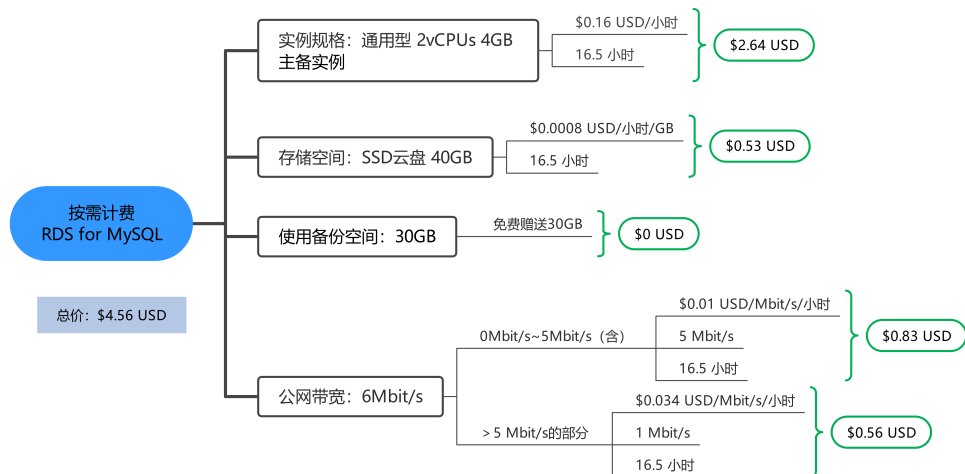 按需计费
RDS for MySQL
总价：$4.56 USD
实例规格：通用型 2vCPUs 4GB
主备实例
$0.16 USD/小时
16.5 小时
$2.64 USD
存储空间：SSD云盘 40GB
$0.0008 USD/小时/GB
16.5 小时
$0.53 USD
使用备份空间：30GB
免费赠送30GB
$0 USD
公网带宽：6Mbit/s
0Mbit/s~5Mbit/s（含）
$0.01 USD/Mbit/s/小时
5 Mbit/s
16.5 小时
$0.83 USD
＞5 Mbit/s的部分
$0.034 USD/Mbit/s/小时
1 Mbit/s
16.5 小时
$0.56 USD